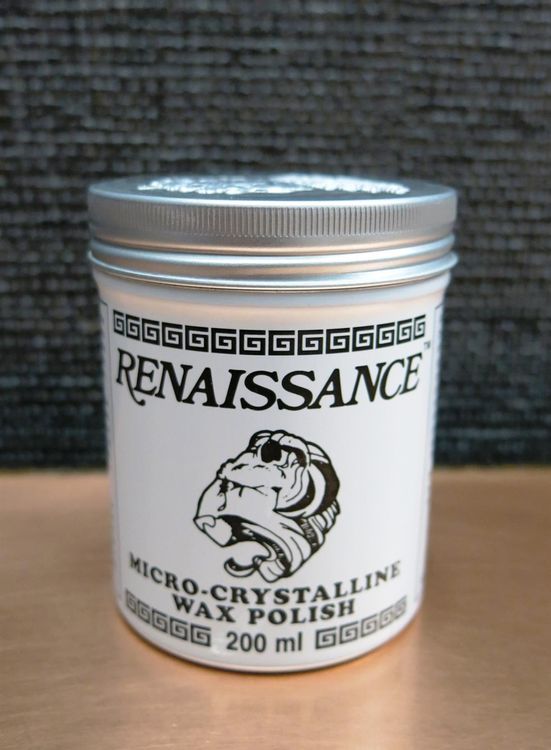 RENAISSANCE™
MICRO-CRYSTALLINE
WAX POLISH
200 ml